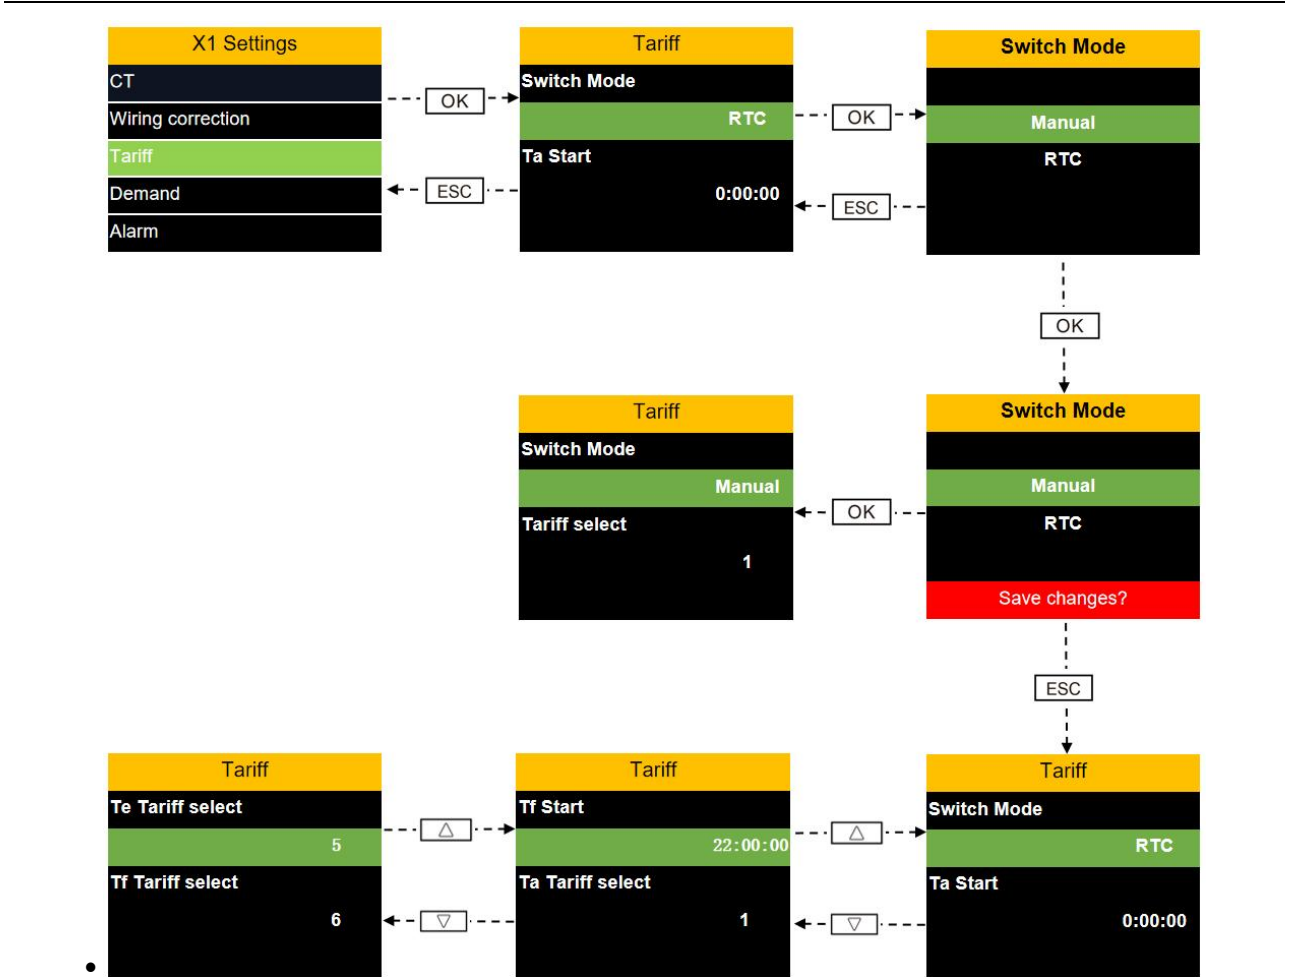 X1 Settings
CT
Wiring correction
Tariff
Demand
Alarm
OK
ESC
Tariff
Switch Mode
RTC
Ta Start
0:00:00
OK
ESC
Switch Mode
Manual
RTC
OK
Switch Mode
Manual
RTC
Save changes?
OK
Tariff
Switch Mode
Manual
Tariff select
1
ESC
Tariff
Te Tariff select
5
Tf Tariff select
6
Tariff
Tf Start
22:00:00
Ta Tariff select
1
Tariff
Switch Mode
RTC
Ta Start
0:00:00